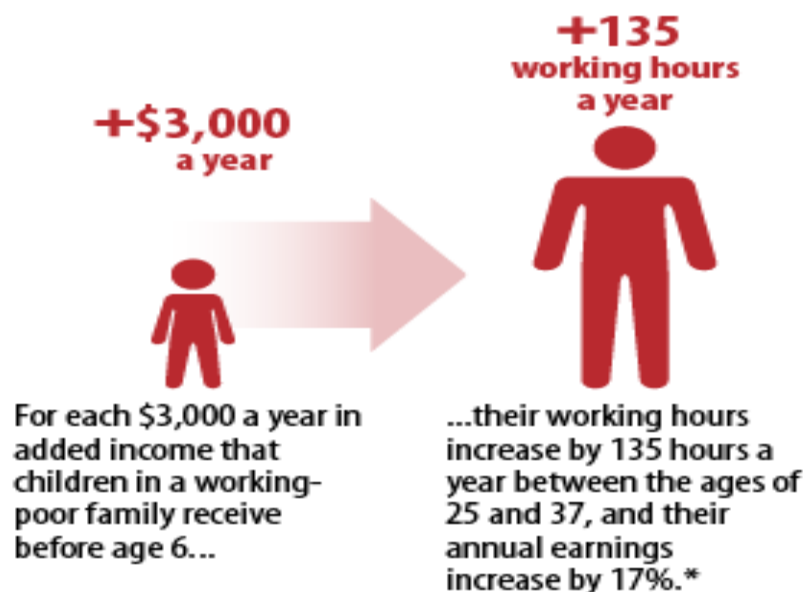 +$3,000
a year
+135
working hours
a year
For each $3,000 a year in
added income that
children in a working-
poor family receive
before age 6...
...their working hours
increase by 135 hours a
year between the ages of
25 and 37, and their
annual earnings
increase by 17%.*